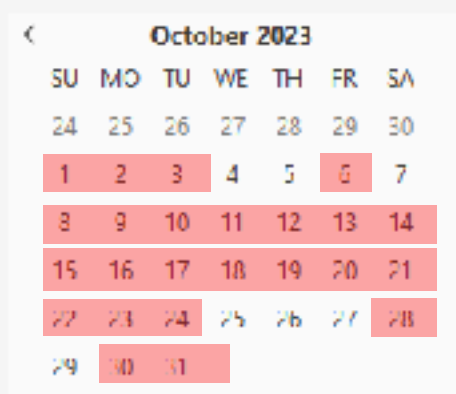 < October 2023
SU MO TU WE TH FR SA
24 25 26 27 28 29 30
1 2 3 4 5 6 7
8 9 10 11 12 13 14
15 16 17 18 19 20 21
22 23 24 25 26 27 28
29 30 31